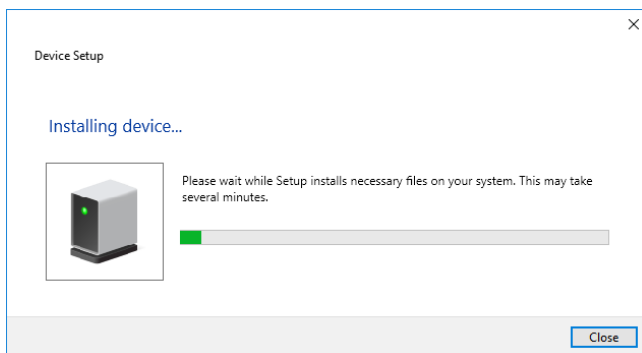 Device Setup
Installing device...
Please wait while Setup installs necessary files on your system. This may take
several minutes.
Close